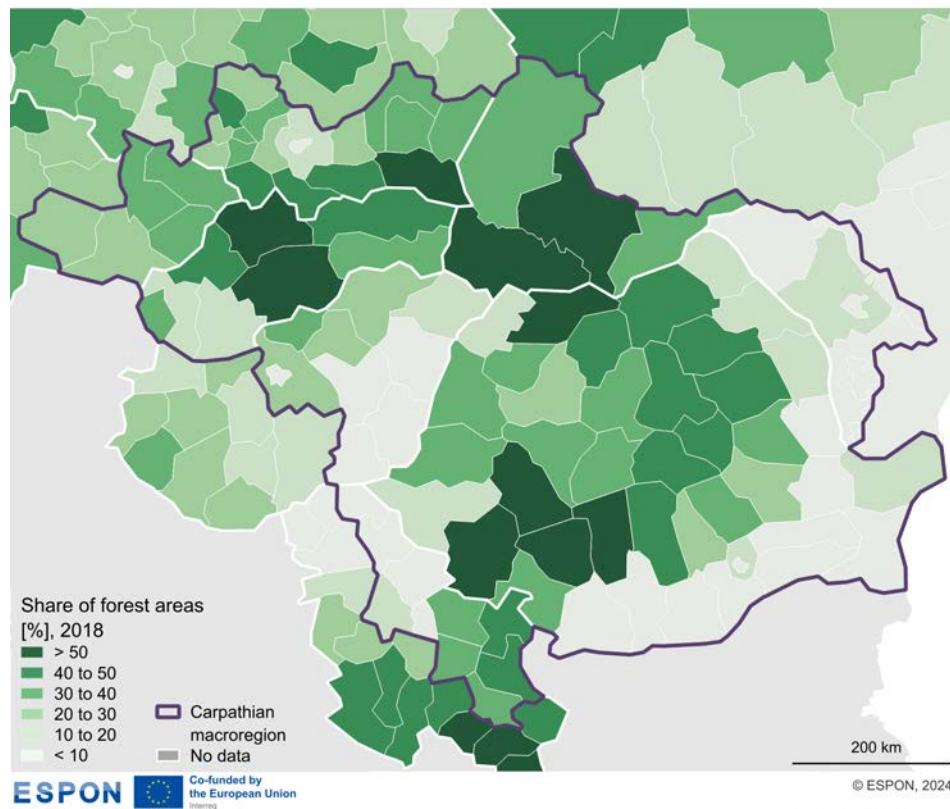 Share of forest areas
[%], 2018
> 50
40 to 50
30 to 40
20 to 30
10 to 20
< 10
Carpathian
macroregion
No data
200 km
ESPON
Co-funded by
the European Union
Interreg
© ESPON, 2024